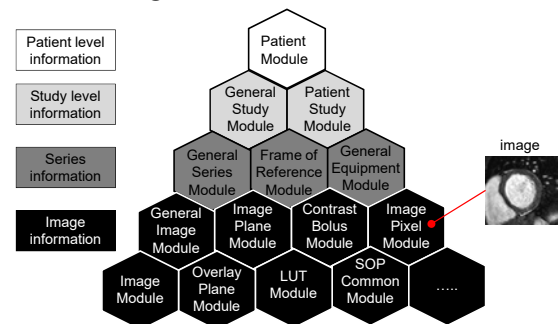 Patient level
information
Study level
information
Series
information
Image
information
Patient
Module
General
Study
Module
Patient
Study
Module
General
Series
Module
Frame of
Reference
Module
General
Equipment
Module
General
Image
Module
Image
Plane
Module
Contrast
Bolus
Module
Image
Pixel
Module
Image
Module
Overlay
Plane
Module
LUT
Module
SOP
Common
Module
.....
image